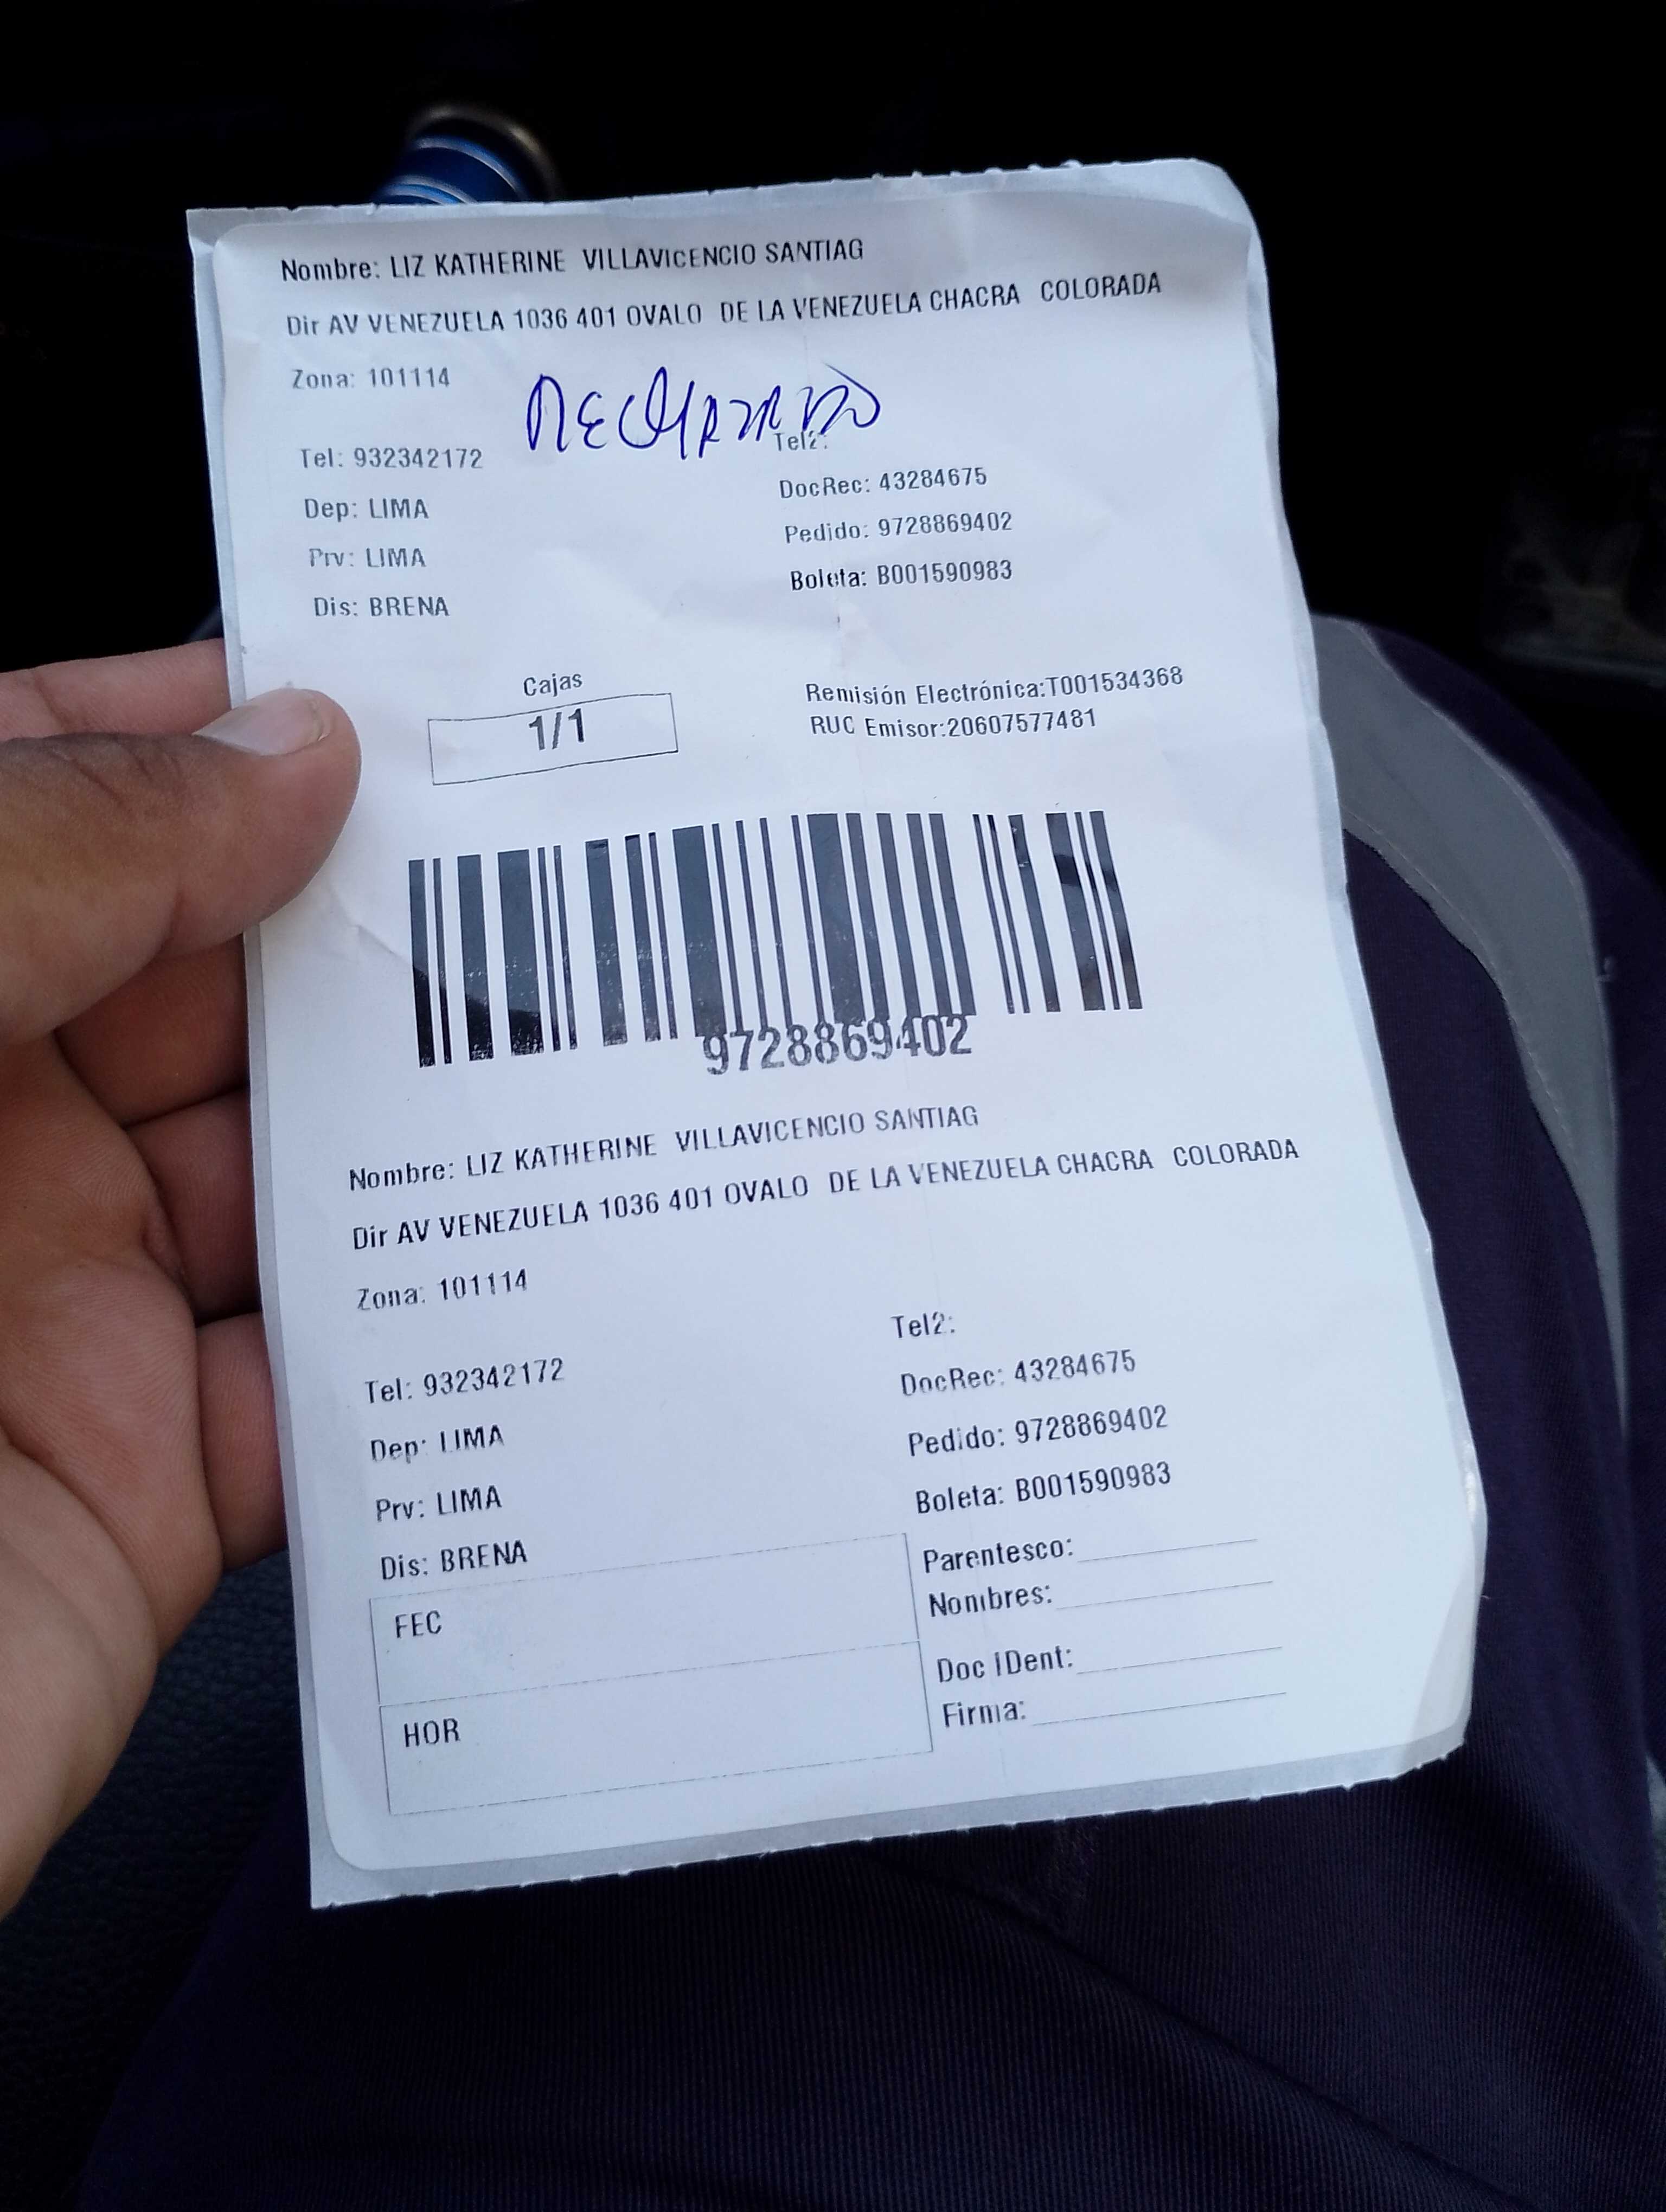 Nombre: LIZ KATHERINE VILLAVICENCIO SANTIAG
Dir AV VENEZUELA 1036 401 OVALO DE LA VENEZUELA CHACRA COLORADA
Zona: 101114
RECHAZADO
Tel: 932342172
Tel2:
Dep: LIMA
DocRec: 43284675
Prv: LIMA
Pedido: 9728869402
Dis: BRENA
Boleta: B001590983
Cajas
1/1
Remisión Electrónica:T001534368
RUC Emisor:20607577481
9728869402
Nombre: LIZ KATHERINE VILLAVICENCIO SANTIAG
Dir AV VENEZUELA 1036 401 OVALO DE LA VENEZUELA CHACRA COLORADA
Zona: 101114
Tel2:
Tel: 932342172
DocRec: 43284675
Dep: LIMA
Pedido: 9728869402
Prv: LIMA
Boleta: B001590983
Dis: BRENA
Parentesco:
FEC
Nombres:
Doc IDent:
HOR
Firma: